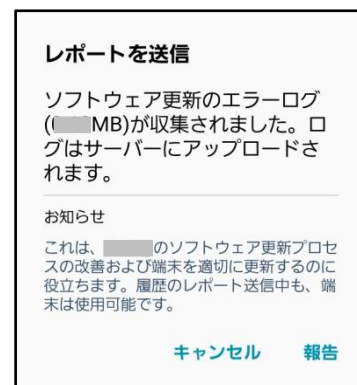 レポートを送信
ソフトウェア更新のエラーログ
( MB)が収集されました。ロ
グはサーバーにアップロードさ
れます。
お知らせ
これは、 のソフトウェア更新プロセ
スの改善および端末を適切に更新するのに
役立ちます。履歴のレポート送信中も、端
末は使用可能です。
キャンセル 報告